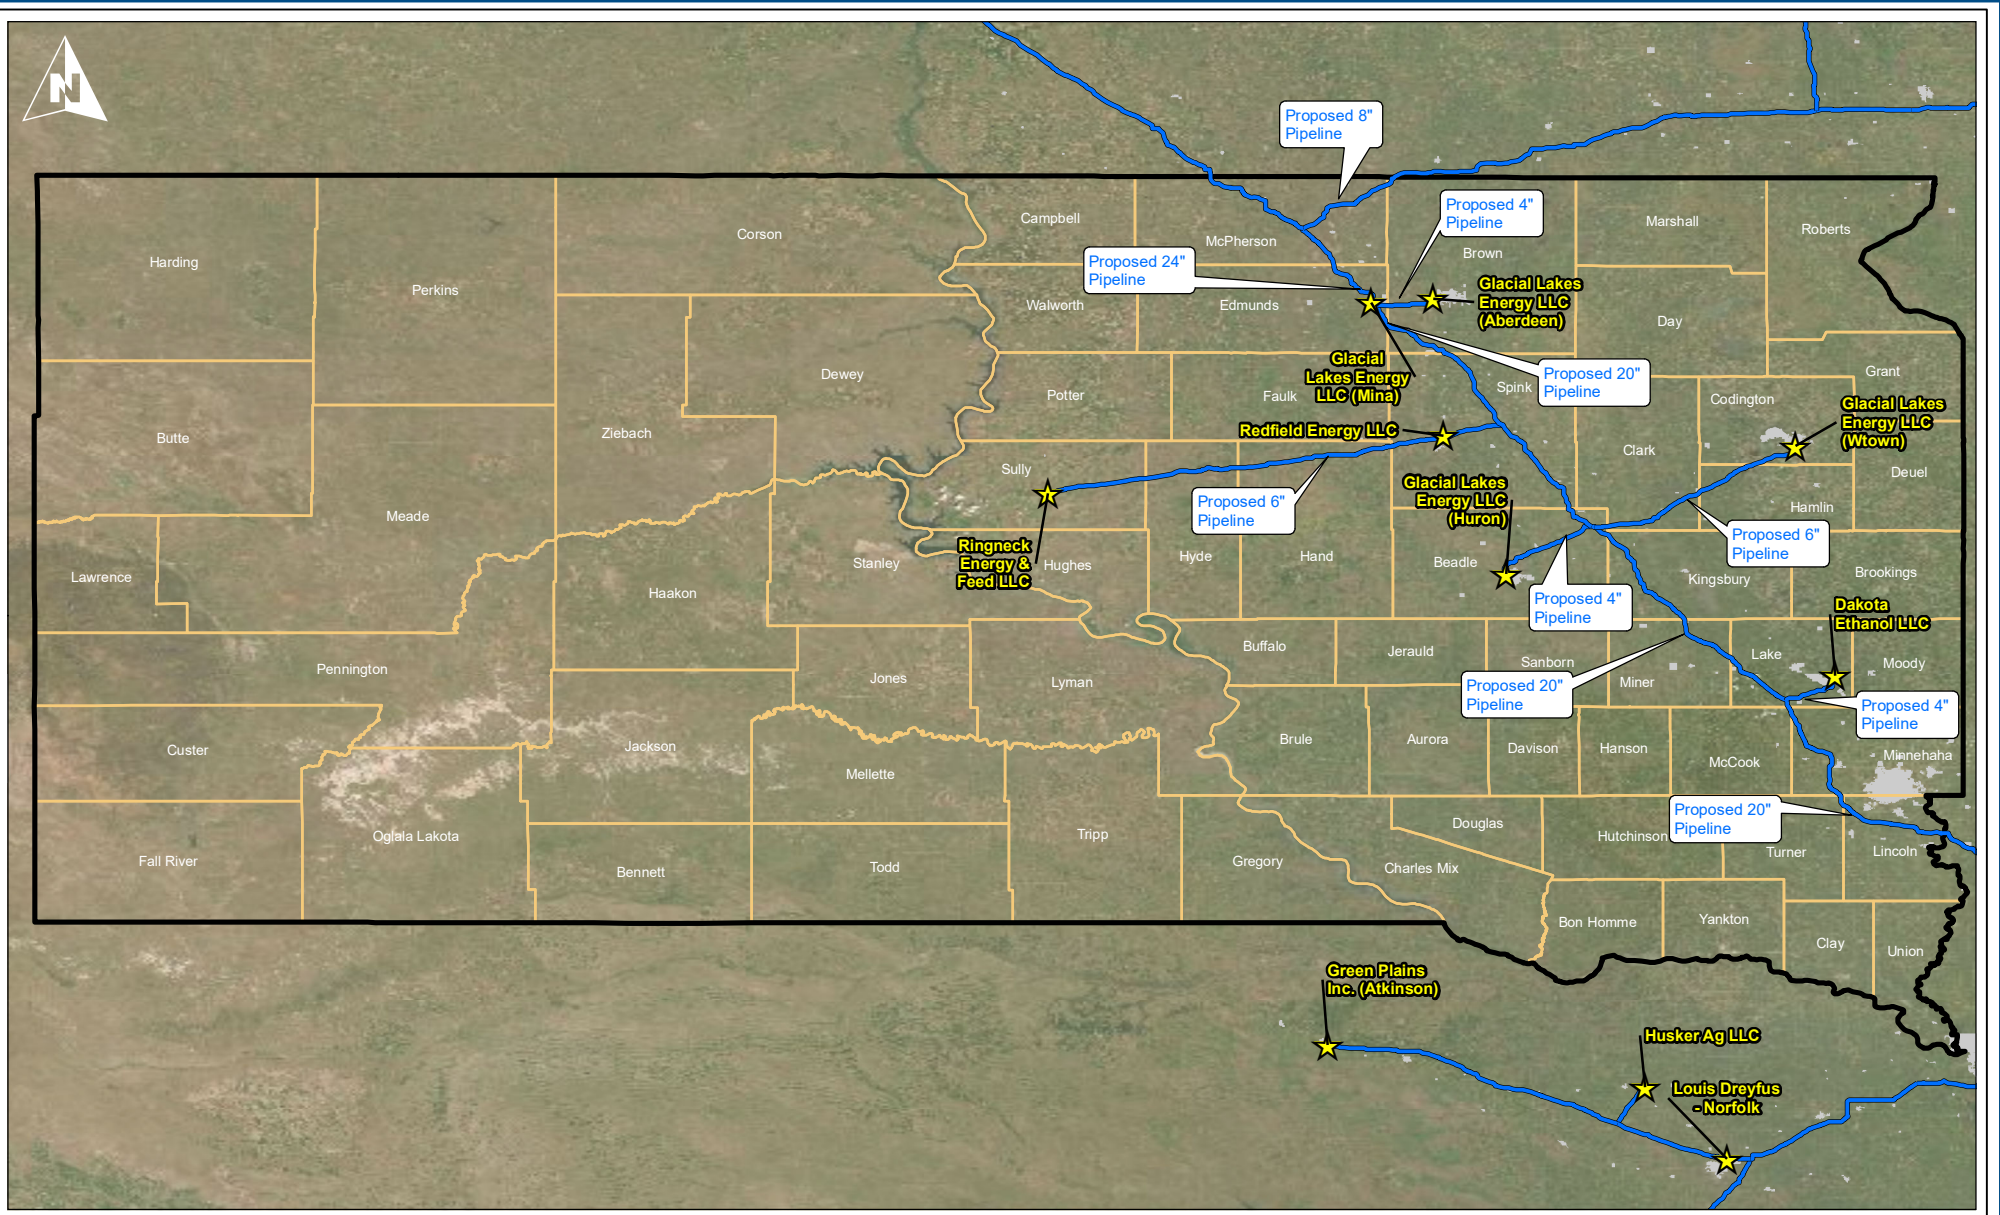 N
Proposed 8"
Pipeline
Proposed 4"
Pipeline
Campbell
Marshall
Roberts
Corson
McPherson
Brown
Harding
Proposed 24"
Pipeline
Perkins
Walworth
Edmunds
Glacial Lakes
Energy LLC
(Aberdeen)
Day
Glacial
Lakes Energy
LLC (Mina)
Proposed 20"
Pipeline
Dewey
Potter
Faulk
Spink
Grant
Codington
Glacial Lakes
Energy LLC
(Wtown)
Butte
Ziebach
Redfield Energy LLC
Clark
Sully
Deuel
Glacial Lakes
Energy LLC
(Huron)
Proposed 6"
Pipeline
Meade
Hamlin
Proposed 6"
Pipeline
Ringneck
Energy &
Feed LLC
Hughes
Stanley
Hyde
Hand
Beadle
Lawrence
Haakon
Kingsbury
Brookings
Proposed 4"
Pipeline
Dakota
Ethanol LLC
Pennington
Jones
Lyman
Buffalo
Jerauld
Sanborn
Miner
Lake
Moody
Proposed 20"
Pipeline
Proposed 4"
Pipeline
Custer
Jackson
Mellette
Brule
Aurora
Davison
Hanson
McCook
Minnehaha
Proposed 20"
Pipeline
Fall River
Oglala Lakota
Bennett
Todd
Tripp
Gregory
Douglas
Charles Mix
Hutchinson
Turner
Lincoln
Bon Homme
Yankton
Clay
Union
Green Plains
Inc. (Atkinson)
Husker Ag LLC
Louis Dreyfus
- Norfolk